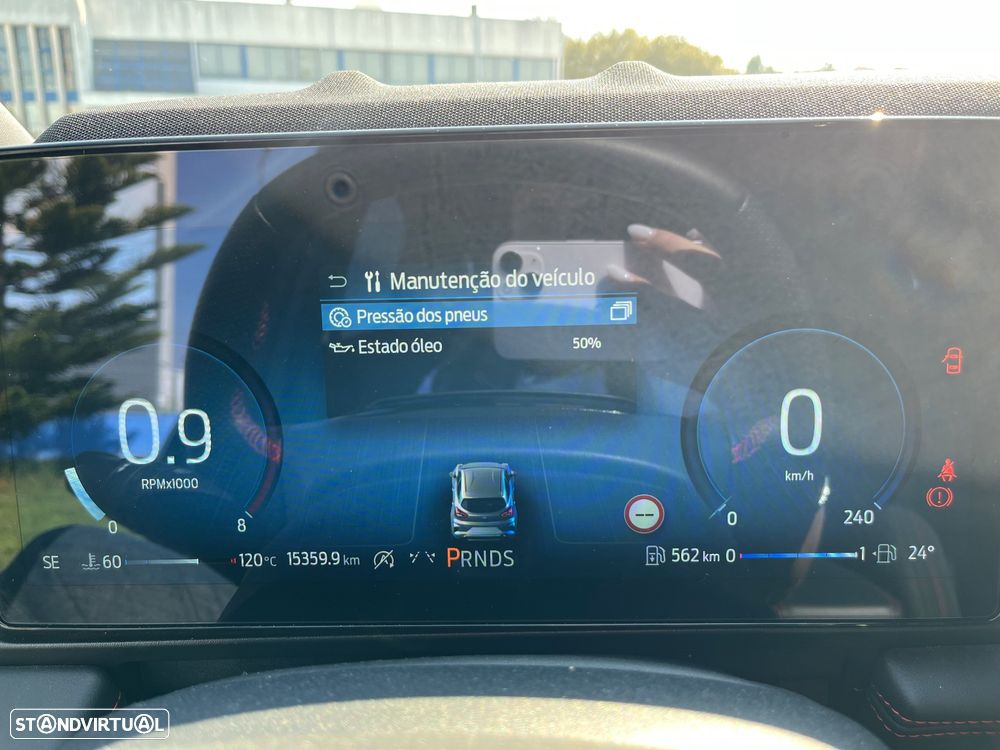 Manutenção do veículo
Pressão dos pneus
Estado óleo 50%
0.9
RPMx1000
0 8
0
km/h
0 240
--
SE 60 120°C 15359.9 km PRNDS 562 km 0 1 24°
STANDVIRTUAL